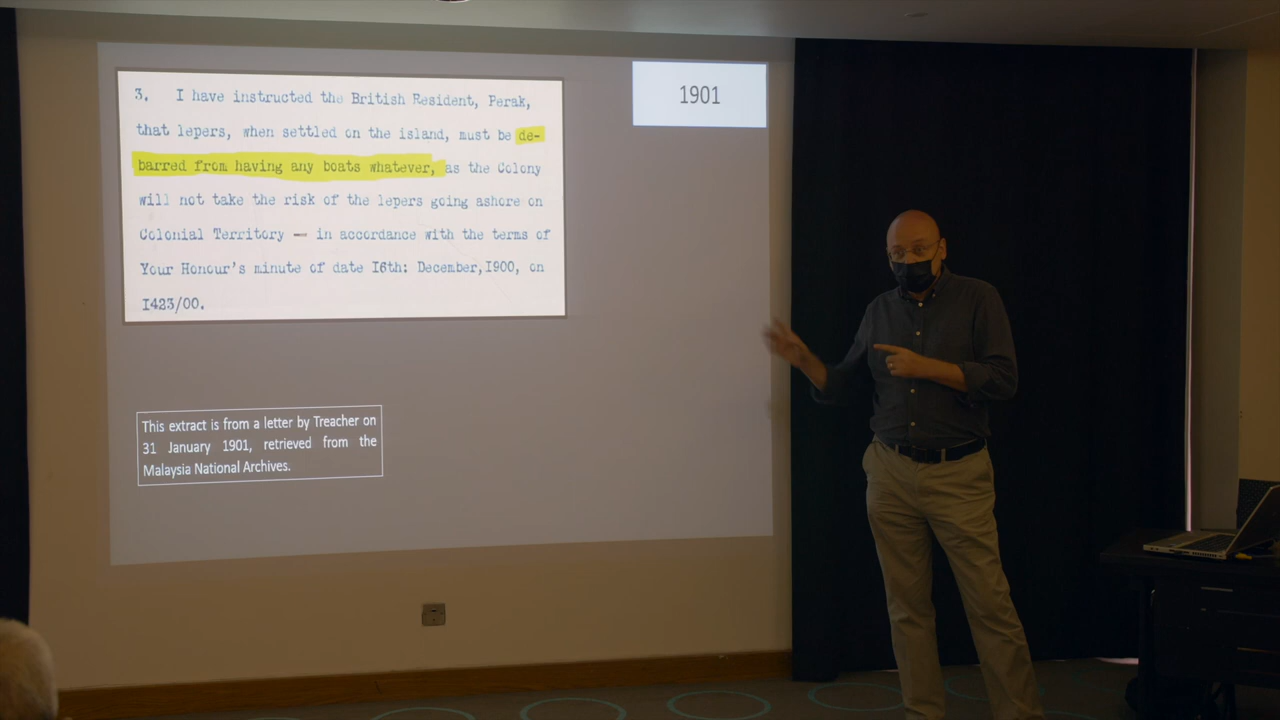 3. I have instructed the British Resident, Perak,
that lepers, when settled on the island, must be de-
barred from having any boats whatever, as the Colony
will not take the risk of the lepers going ashore on
Colonial Territory — in accordance with the terms of
Your Honour's minute of date I6th: December,I900, on
I423/00.
1901
This extract is from a letter by Treacher on
31 January 1901, retrieved from the
Malaysia National Archives.